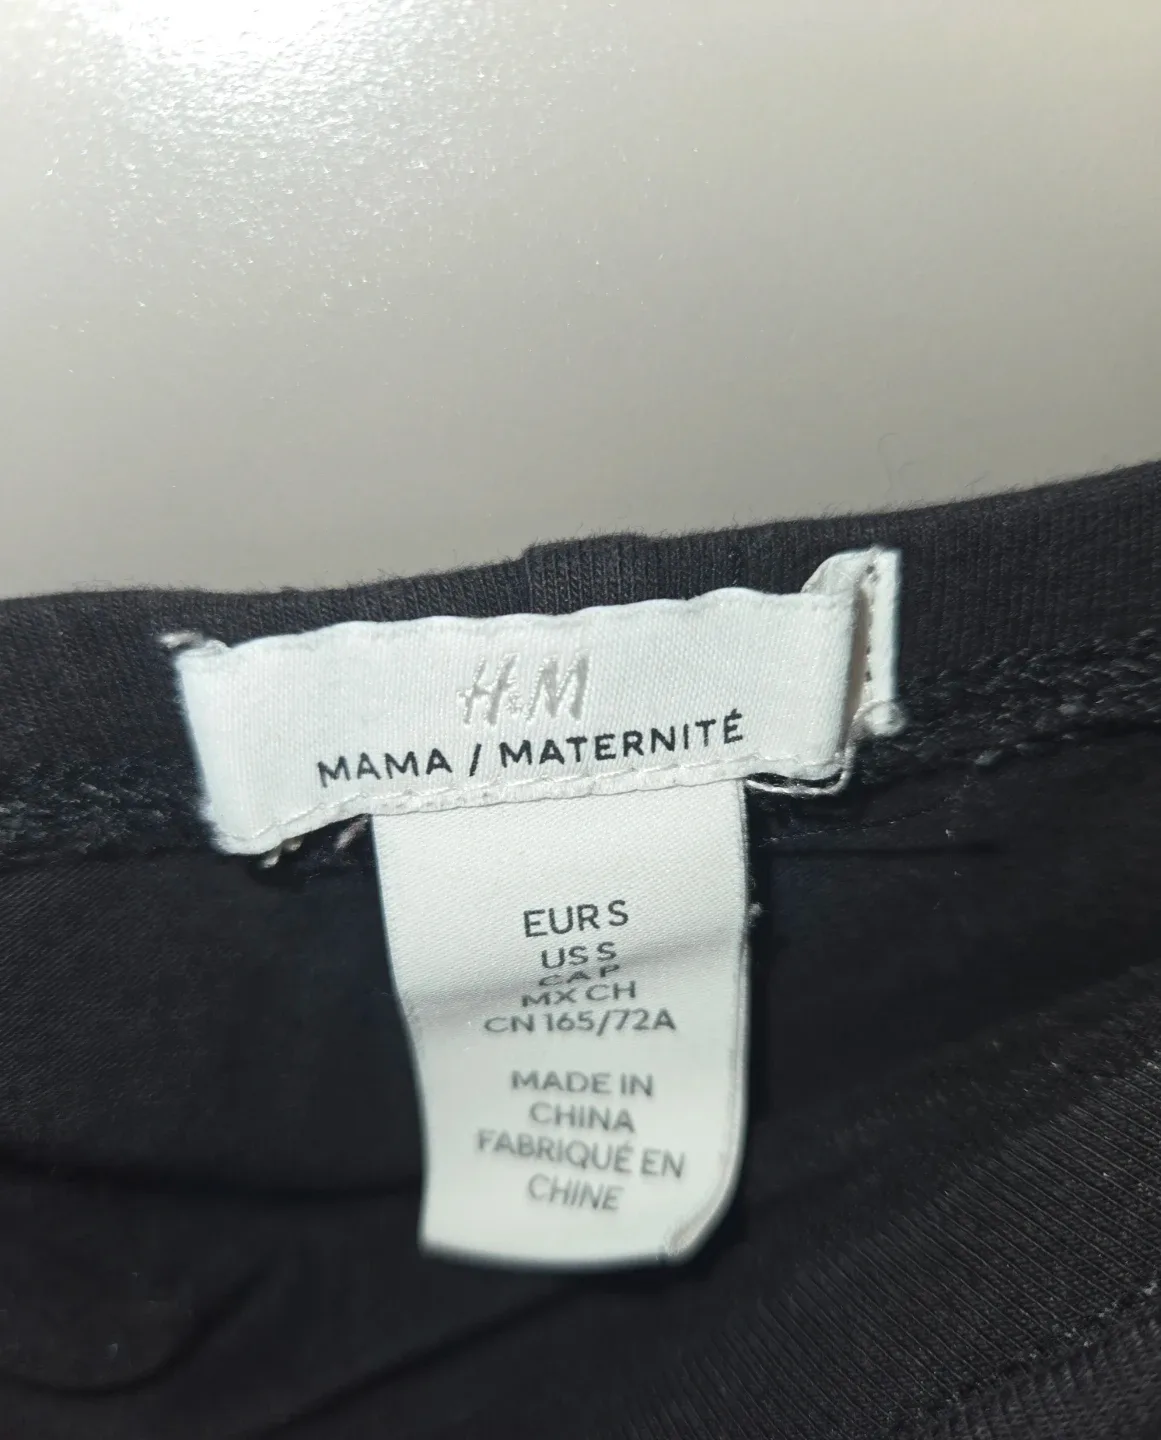 H&M
MAMA / MATERNITÉ
EUR S
US S
CA P
MX CH
CN 165/72A
MADE IN
CHINA
FABRIQUÉ EN
CHINE